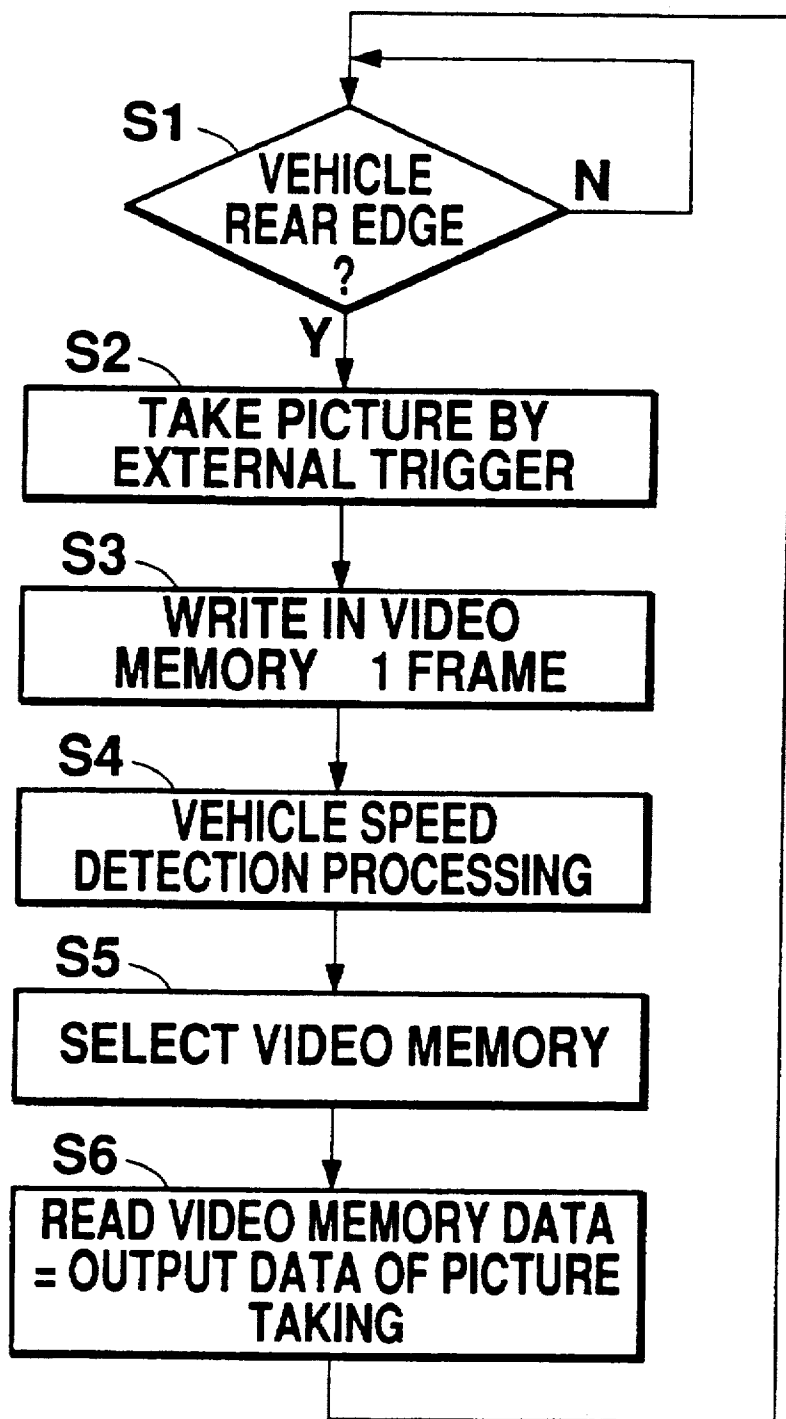 S1
VEHICLE
REAR EDGE
?
N
Y
S2
TAKE PICTURE BY
EXTERNAL TRIGGER
S3
WRITE IN VIDEO
MEMORY 1 FRAME
S4
VEHICLE SPEED
DETECTION PROCESSING
S5
SELECT VIDEO MEMORY
S6
READ VIDEO MEMORY DATA
= OUTPUT DATA OF PICTURE
TAKING